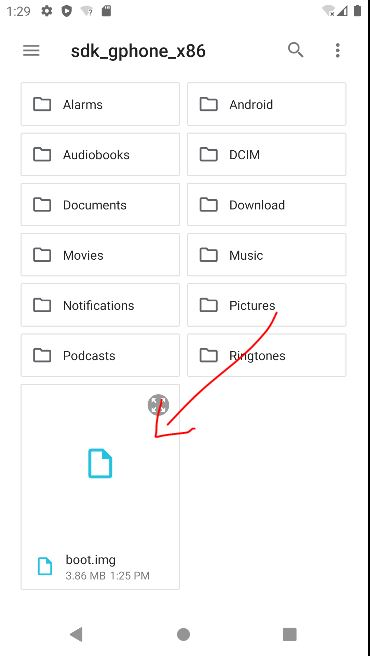 1:29
sdk_gphone_x86
Alarms
Android
Audiobooks
DCIM
Documents
Download
Movies
Music
Notifications
Pictures
Podcasts
Ringtones
boot.img
3.86 MB 1:25 PM